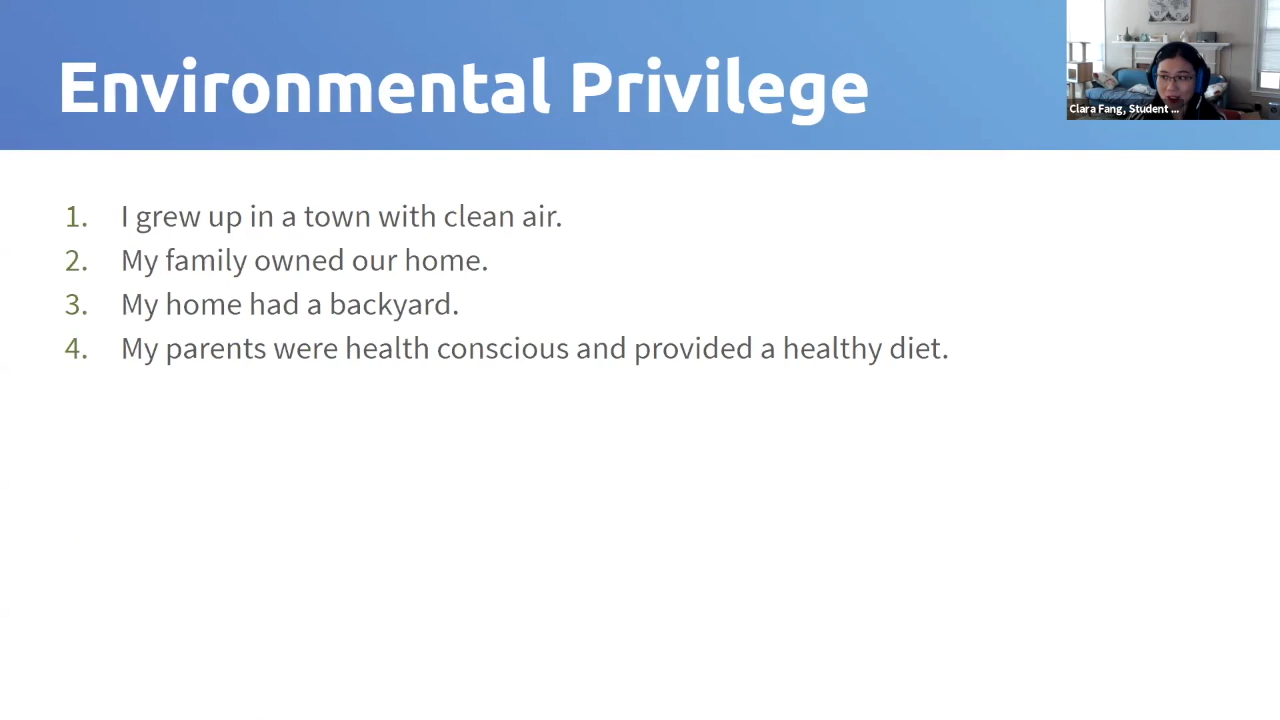 Environmental Privilege
Clara Fang, Student ...
1. I grew up in a town with clean air.
2. My family owned our home.
3. My home had a backyard.
4. My parents were health conscious and provided a healthy diet.